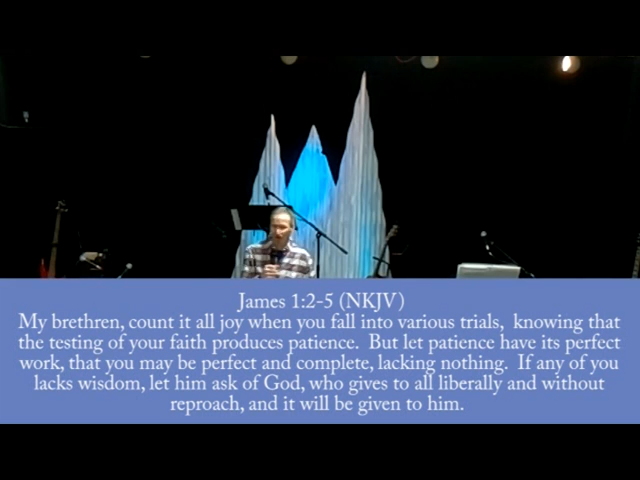 James 1:2-5 (NKJV)
My brethren, count it all joy when you fall into various trials,  knowing that
the testing of your faith produces patience.  But let patience have its perfect
work, that you may be perfect and complete, lacking nothing.  If any of you
lacks wisdom, let him ask of God, who gives to all liberally and without
reproach, and it will be given to him.